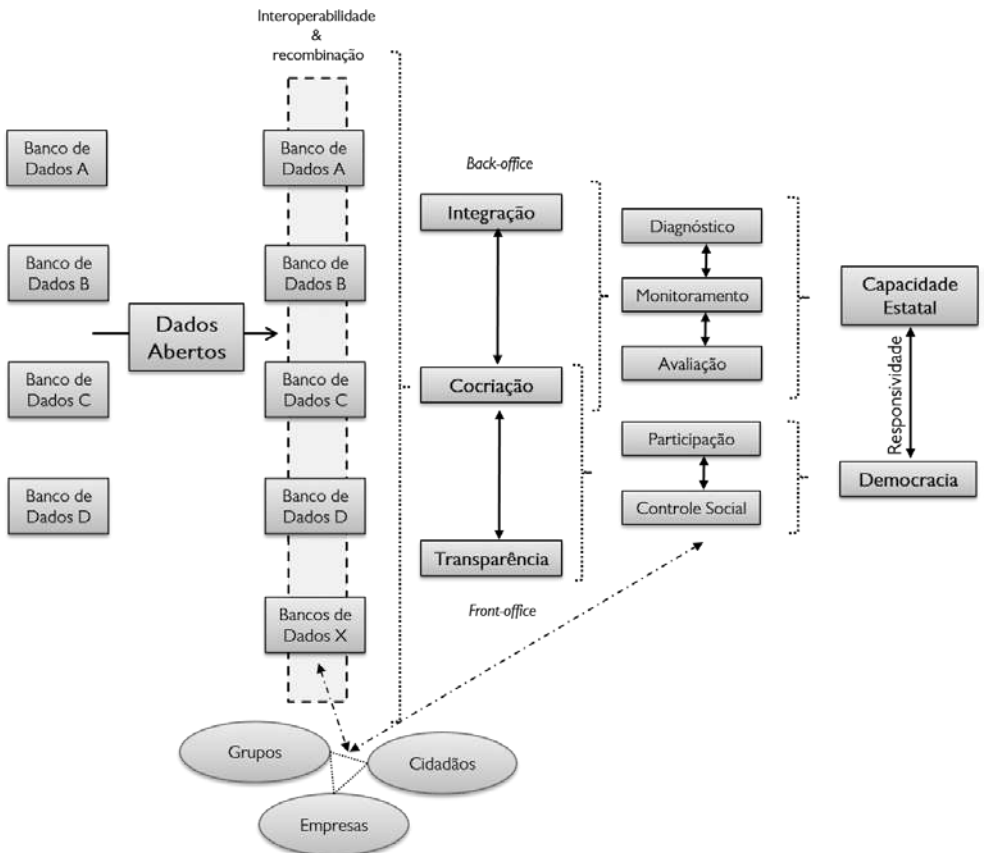 Interoperabilidade
&
recombinação
Banco de
Dados A
Banco de
Dados B
Banco de
Dados C
Banco de
Dados D
Dados
Abertos
Banco de
Dados A
Banco de
Dados B
Banco de
Dados C
Banco de
Dados D
Bancos de
Dados X
Back-office
Integração
Cocriação
Transparência
Front-office
Diagnóstico
Monitoramento
Avaliação
Participação
Controle Social
Capacidade
Estatal
Responsividade
Democracia
Grupos
Cidadãos
Empresas